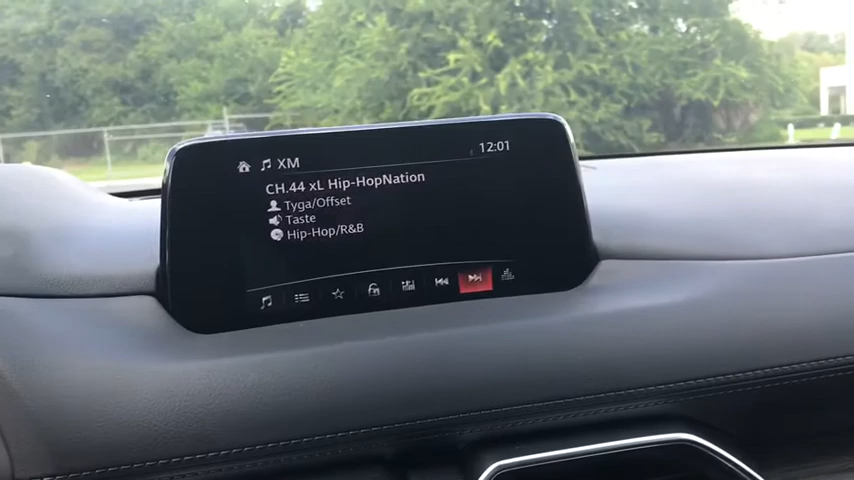 XM
12:01
CH.44 xL Hip-HopNation
Tyga/Offset
Taste
Hip-Hop/R&B